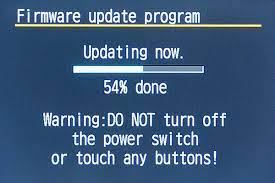 Firmware update program
Updating now.
54% done
Warning:DO NOT turn off
the power switch
or touch any buttons!